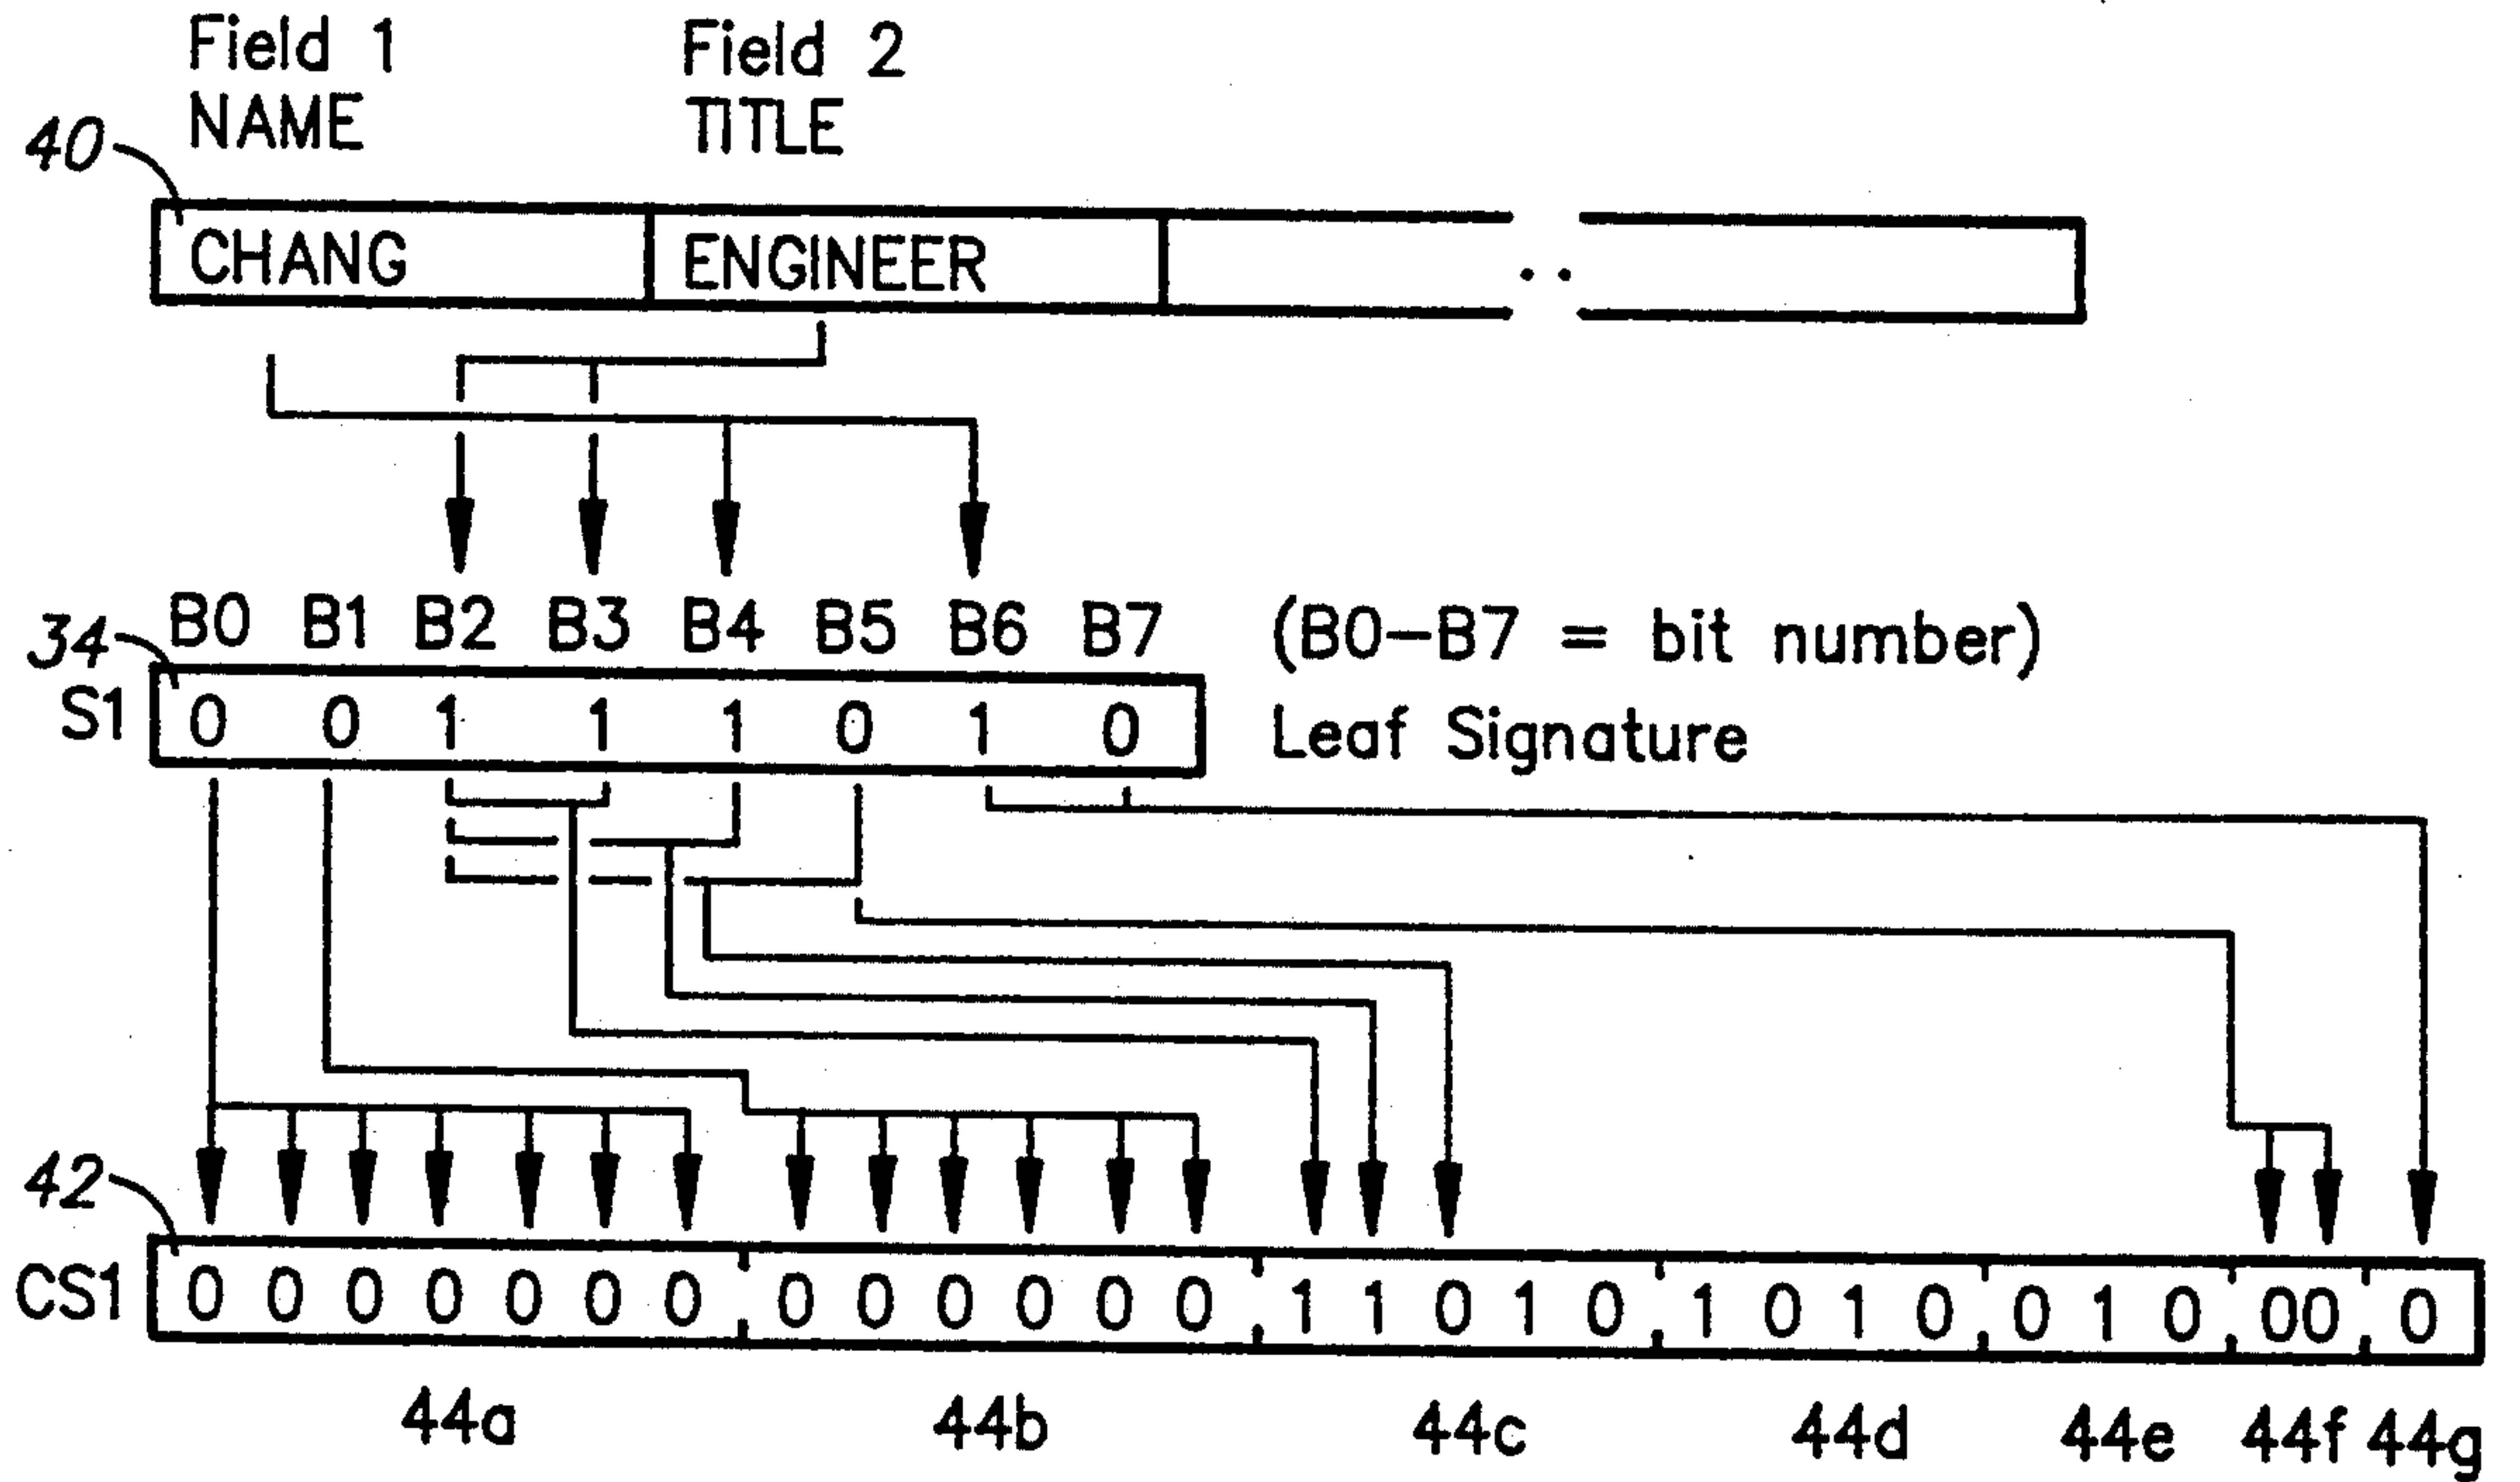 Field 1 Field 2
NAME TITLE
40
CHANG ENGINEER ..
B0 B1 B2 B3 B4 B5 B6 B7 (B0-B7 = bit number)
34
S1 0 0 1 1 1 0 1 0 Leaf Signature
42
CS1 0 0 0 0 0 0 0 0 0 0 0 0 0 1 1 0 1 0 1 0 1 0 0 1 0 00 0
44a 44b 44c 44d 44e 44f 44g